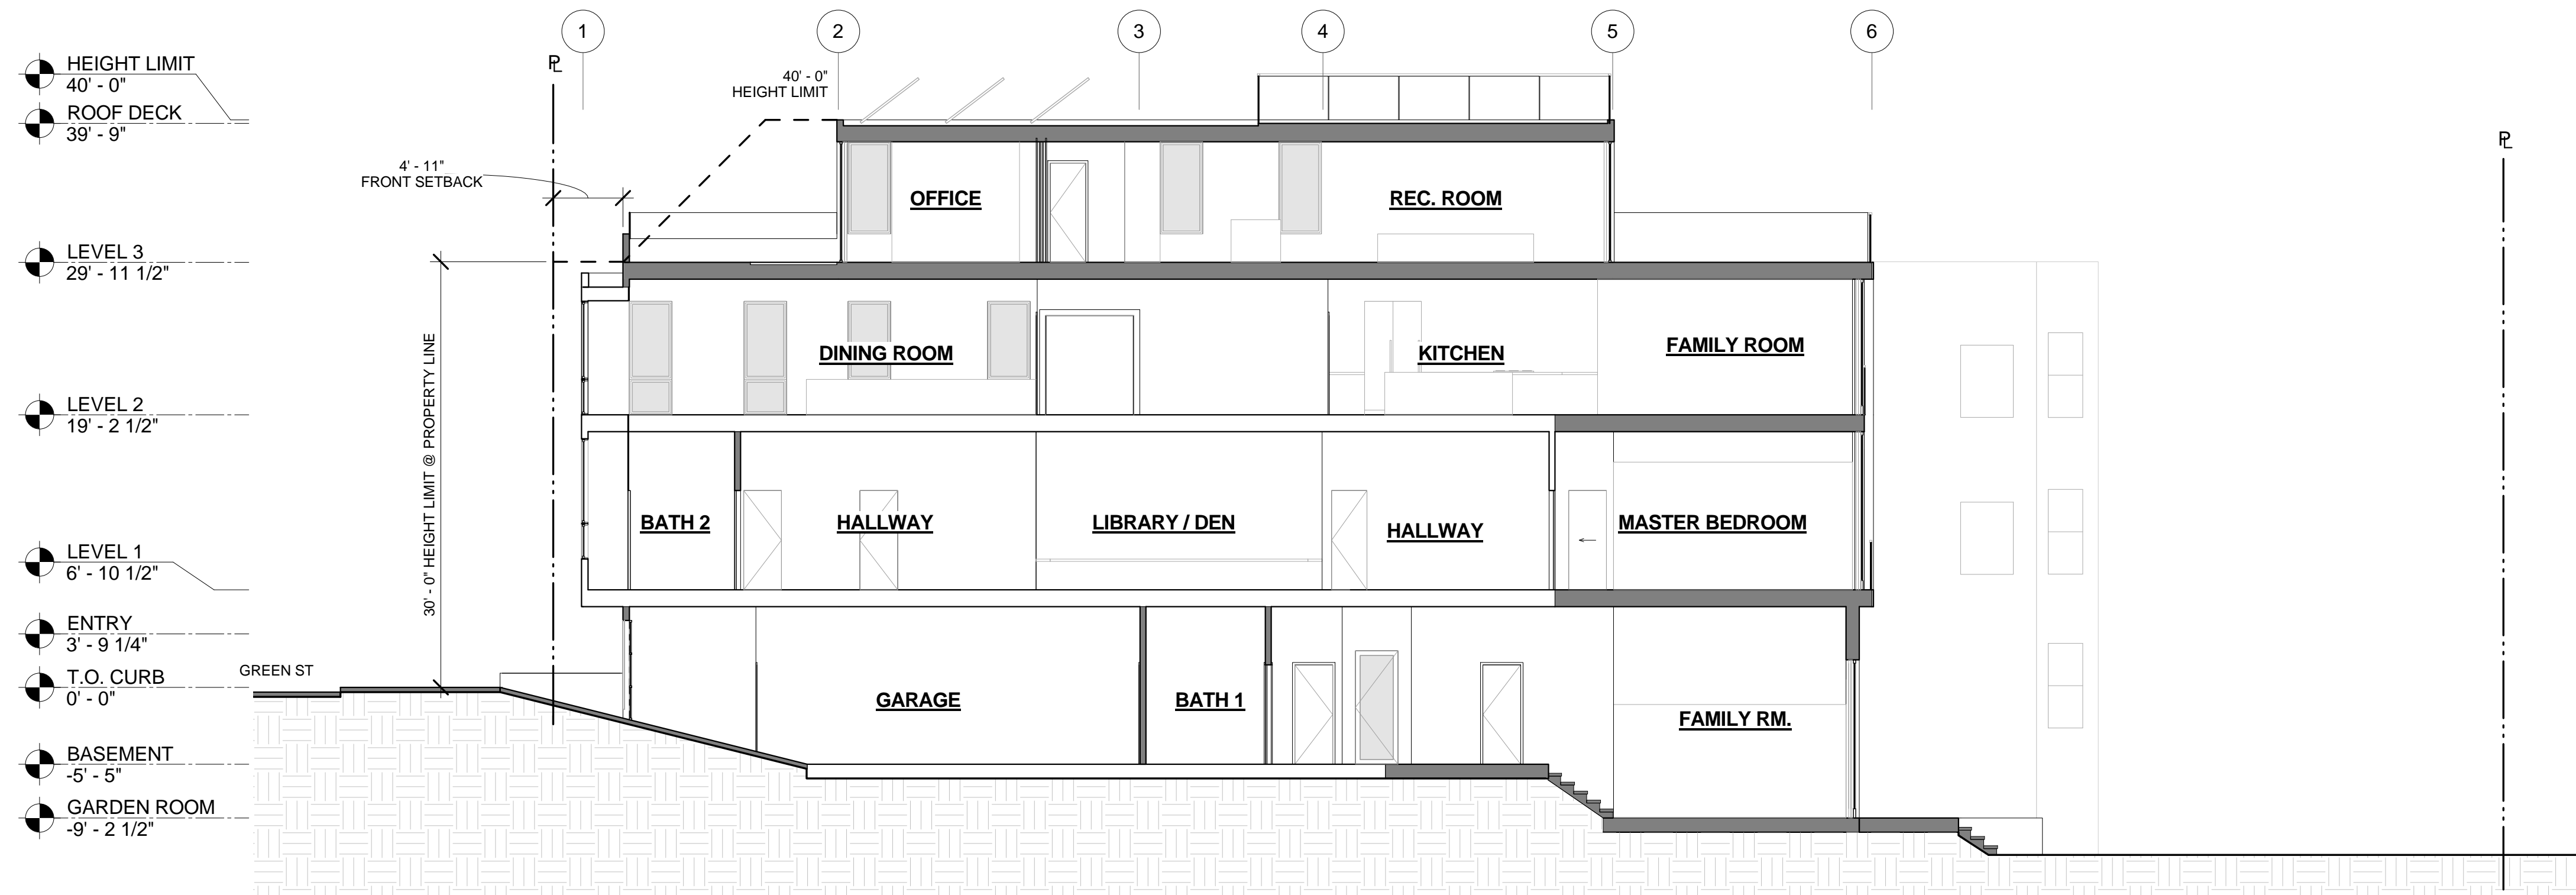 1
2
3
4
5
6
HEIGHT LIMIT
40' - 0"
ROOF DECK
39' - 9"
LEVEL 3
29' - 11 1/2"
LEVEL 2
19' - 2 1/2"
LEVEL 1
6' - 10 1/2"
ENTRY
3' - 9 1/4"
T.O. CURB
0' - 0"
BASEMENT
-5' - 5"
GARDEN ROOM
-9' - 2 1/2"
PL
40' - 0"
HEIGHT LIMIT
PL
4' - 11"
FRONT SETBACK
30' - 0" HEIGHT LIMIT @ PROPERTY LINE
GREEN ST
OFFICE
REC. ROOM
DINING ROOM
KITCHEN
FAMILY ROOM
BATH 2
HALLWAY
LIBRARY / DEN
HALLWAY
MASTER BEDROOM
GARAGE
BATH 1
FAMILY RM.